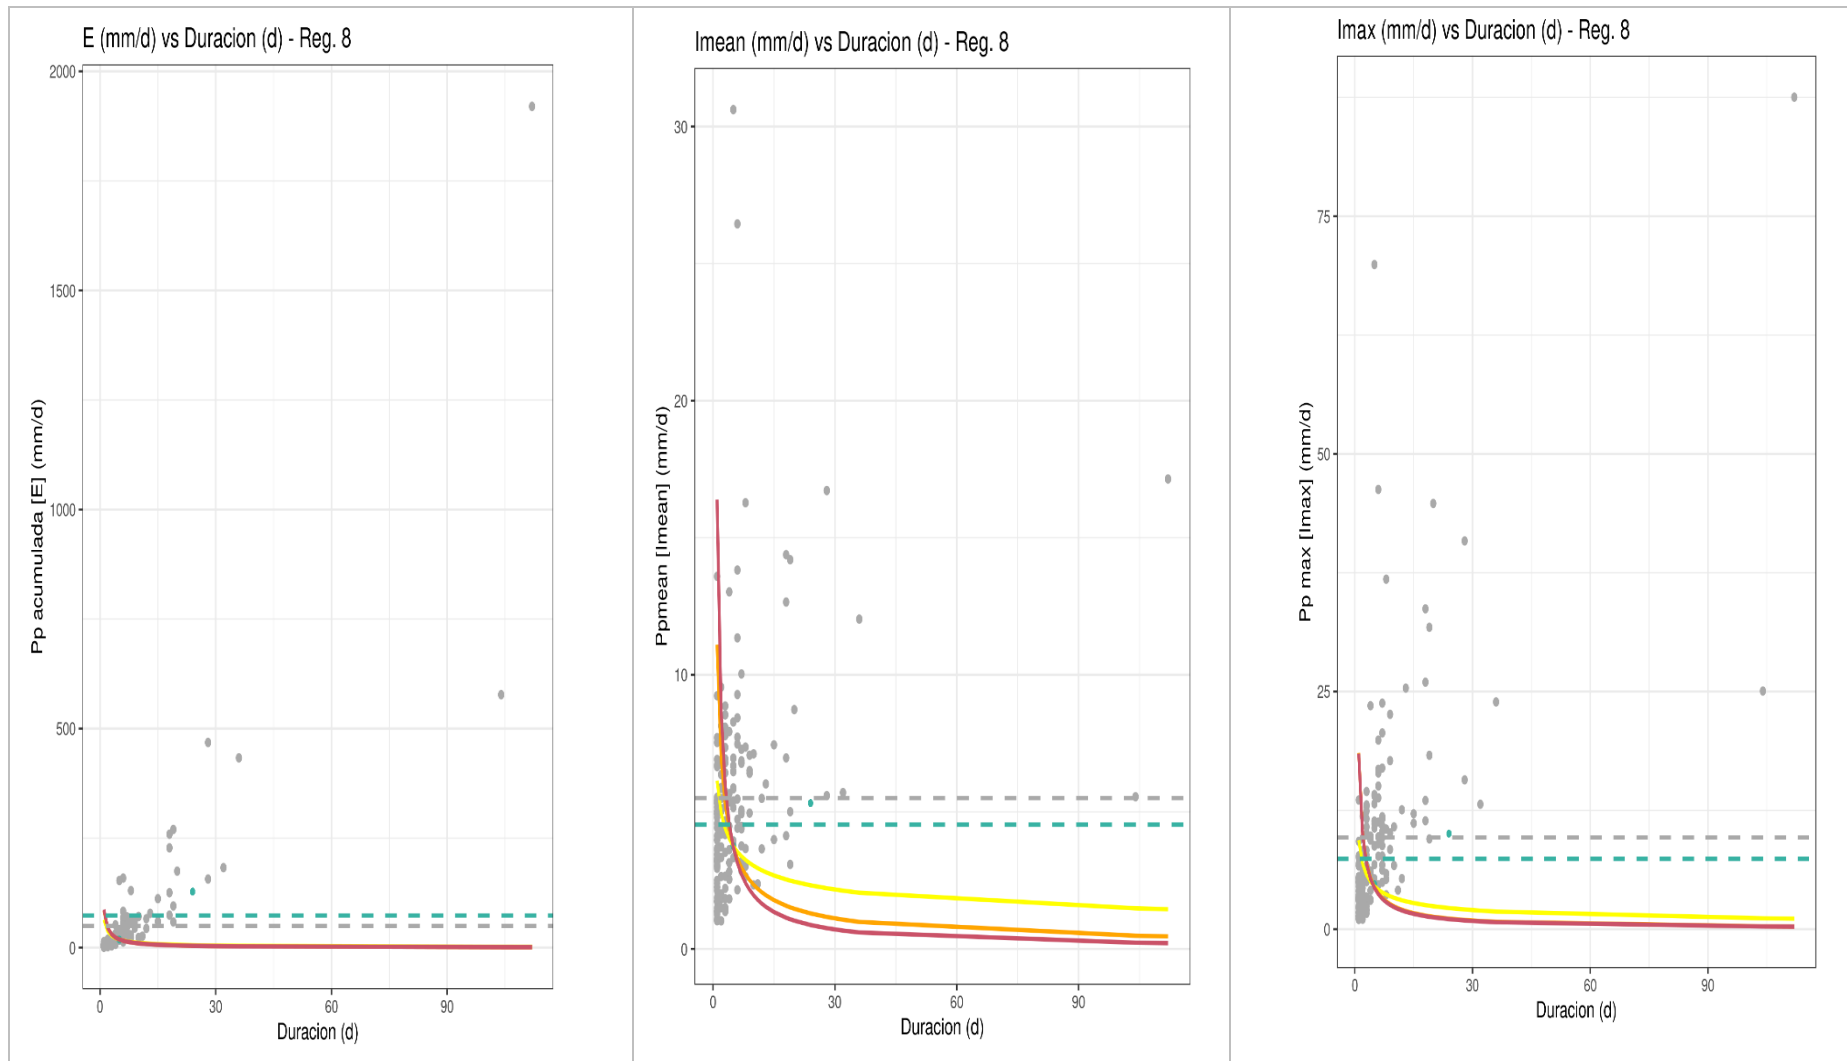 E (mm/d) vs Duracion (d) - Reg. 8
Pp acumulada [E] (mm/d)
2000
1500
1000
500
0
0 30 60 90
Duracion (d)
Imean (mm/d) vs Duracion (d) - Reg. 8
Ppmean [Imean] (mm/d)
30
20
10
0
0 30 60 90
Duracion (d)
Imax (mm/d) vs Duracion (d) - Reg. 8
Pp max [Imax] (mm/d)
75
50
25
0
0 30 60 90
Duracion (d)